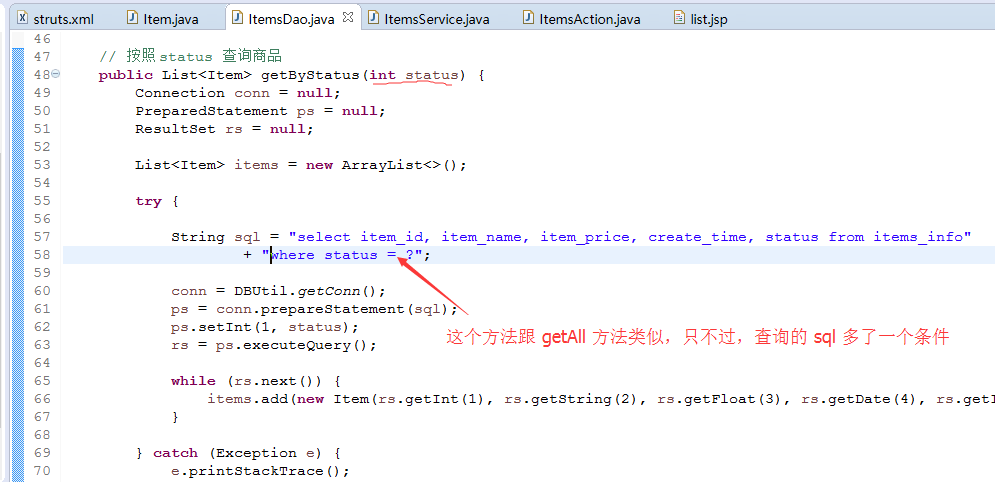 struts.xml Item.java ItemsDao.java ItemsService.java ItemsAction.java list.jsp
46
47 // 按照status 查询商品
48 public List<Item> getByStatus(int status) {
49 Connection conn = null;
50 PreparedStatement ps = null;
51 ResultSet rs = null;
52
53 List<Item> items = new ArrayList<>();
54
55 try {
56
57 String sql = "select item_id, item_name, item_price, create_time, status from items_info"
58 + "where status = ?";
59
60 conn = DBUtil.getConn();
61 ps = conn.prepareStatement(sql);
62 ps.setInt(1, status);
这个方法跟 getAll 方法类似，只不过，查询的 sql 多了一个条件
63 rs = ps.executeQuery();
64
65 while (rs.next()) {
66 items.add(new Item(rs.getInt(1), rs.getString(2), rs.getFloat(3), rs.getDate(4), rs.get
67 }
68
69 } catch (Exception e) {
70 e.printStackTrace();